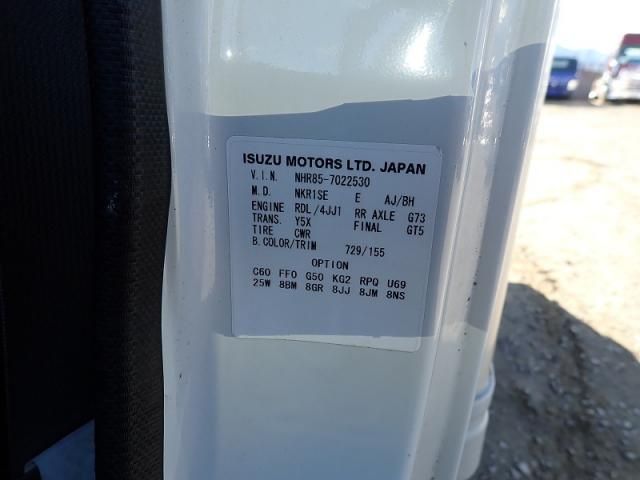 ISUZU MOTORS LTD. JAPAN
V.I.N. NHR85-7022530
M.D. NKR1SE E AJ/BH
ENGINE RDL/4JJ1 RR AXLE G73
TRANS. Y5X FINAL GT5
TIRE CWR
B.COLOR/TRIM 729/155
OPTION
C60 FF0 G50 KG2 RPQ U69
25W 8BM 8GR 8JJ 8JM 8NS